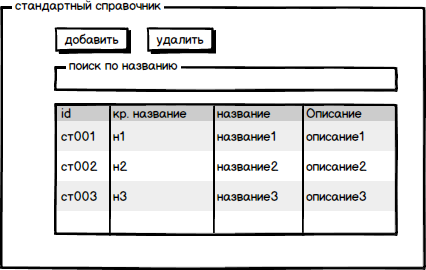 стандартный справочник
добавить удалить
поиск по названию
id кр. название название Описание
ст001 н1 название1 описание1
ст002 н2 название2 описание2
ст003 н3 название3 описание3